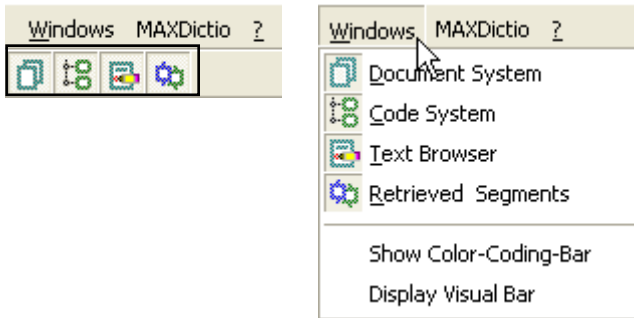 Windows MAXDictio ?
Windows MAXDictio ?
Document System
Code System
Text Browser
Retrieved Segments
Show Color-Coding-Bar
Display Visual Bar